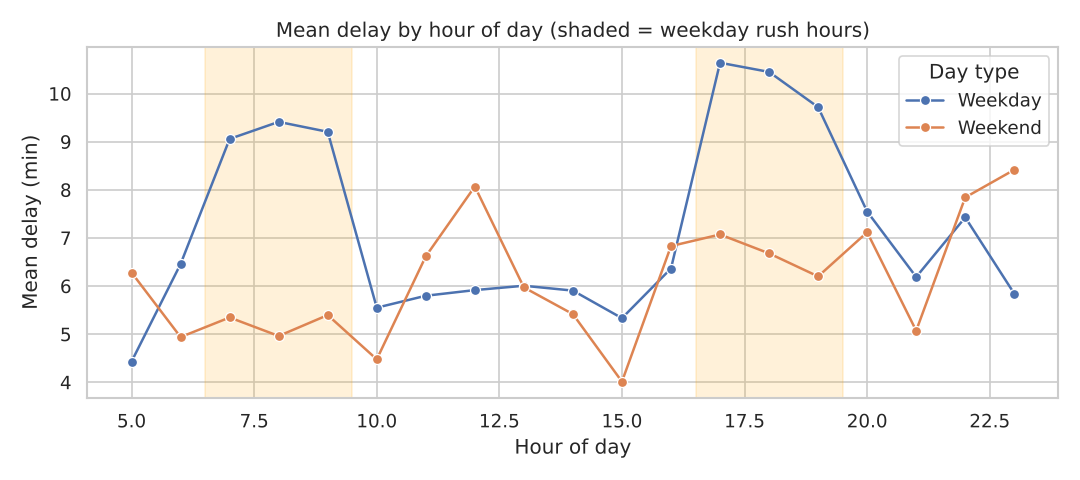 Mean delay by hour of day (shaded = weekday rush hours)
Day type
Weekday
Weekend
Mean delay (min)
10
9
8
7
6
5
4
5.0 7.5 10.0 12.5 15.0 17.5 20.0 22.5
Hour of day